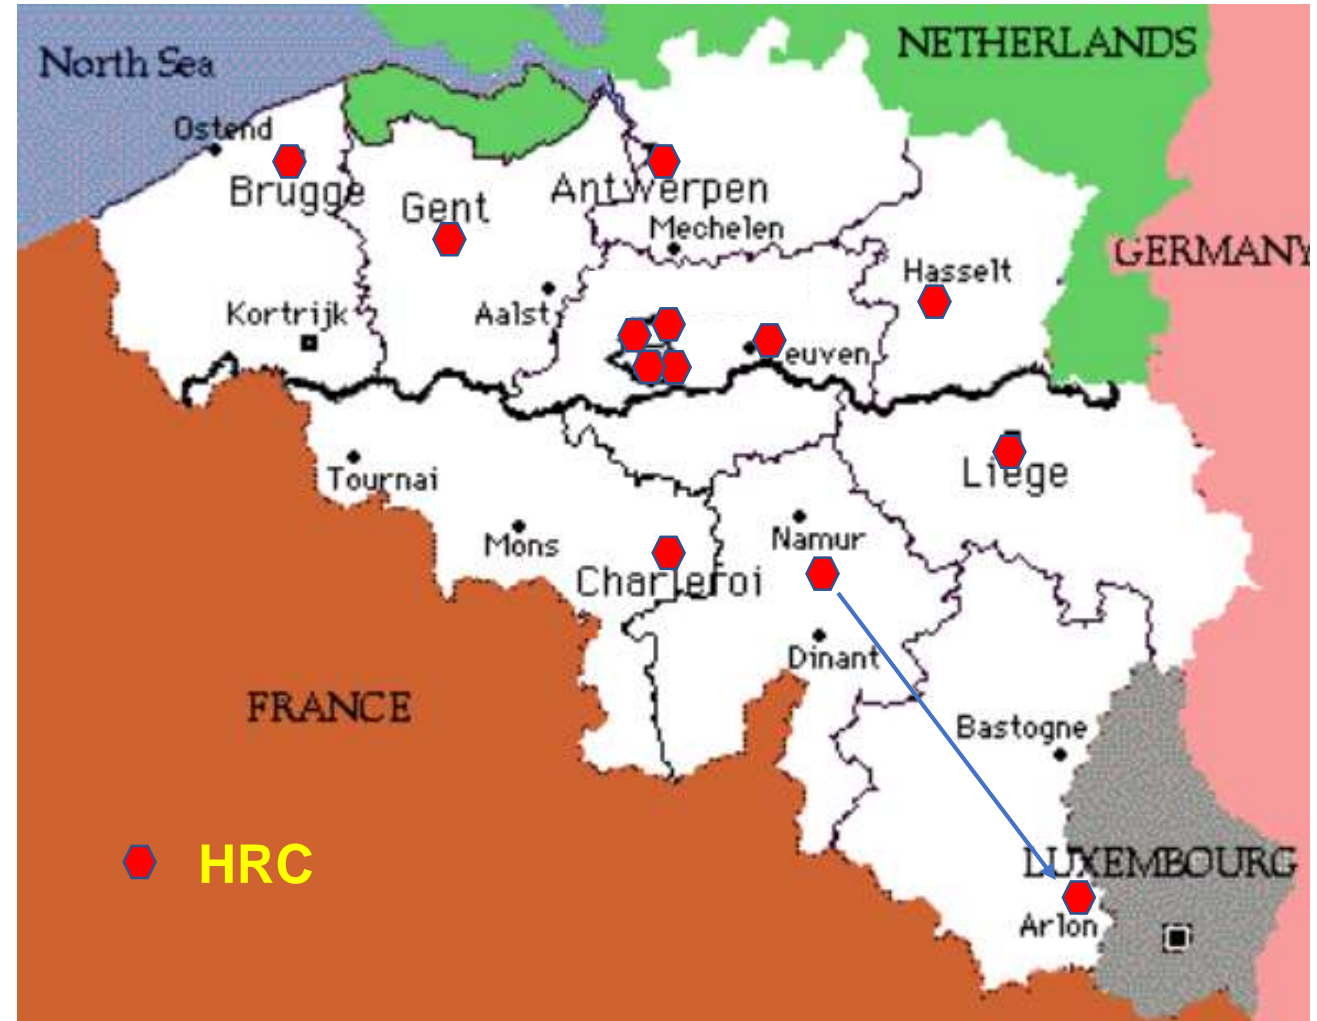 North Sea
NETHERLANDS
Ostend
Brugge
Gent
Antwerpen
Mechelen
GERMANY
Hasselt
Kortrijk
Aalst
euven
Liege
Tournai
Mons
Namur
Charleroi
Dinant
FRANCE
Bastogne
HRC
LUXEMBOURG
Arlon